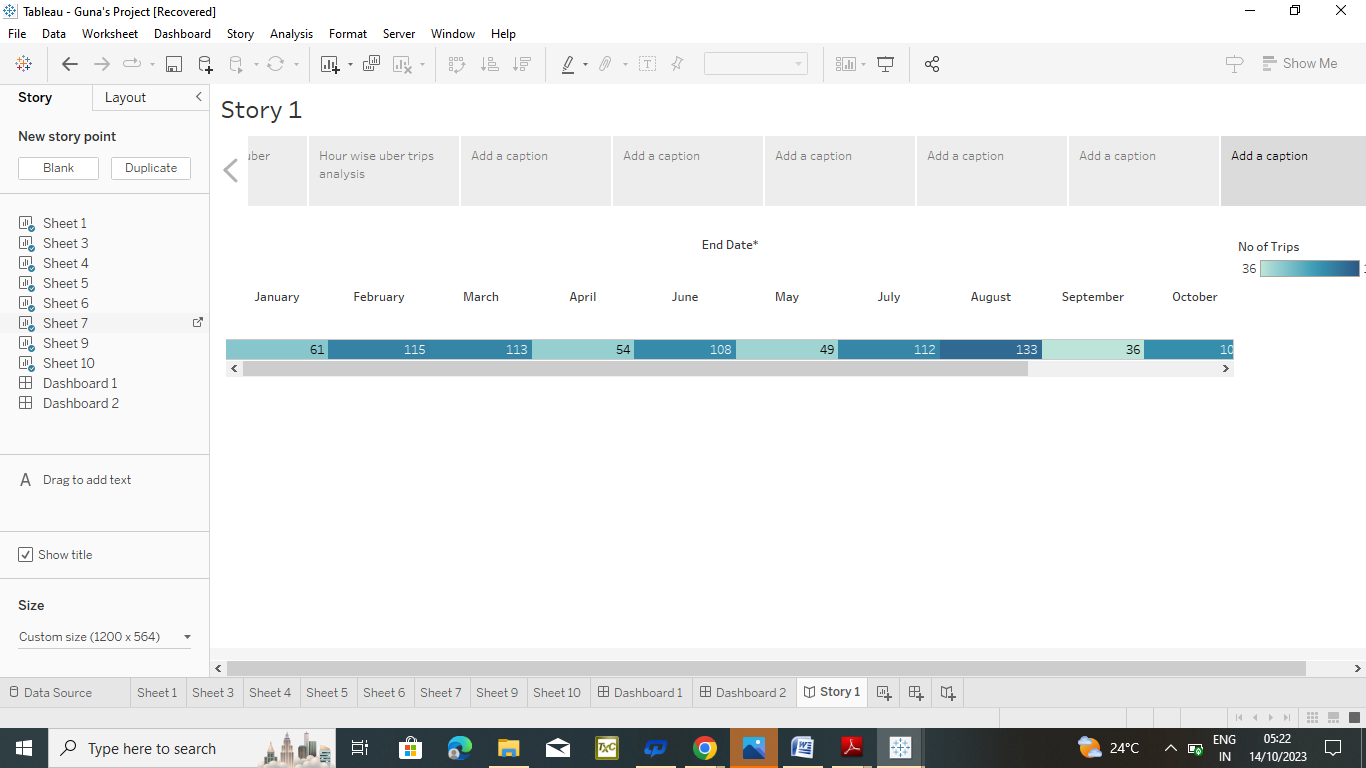 Tableau - Guna's Project [Recovered]
File Data Worksheet Dashboard Story Analysis Format Server Window Help
Show Me
Story Layout
Story 1
New story point
Blank Duplicate
Hour wise uber trips
analysis
Add a caption
Add a caption
Add a caption
Add a caption
Add a caption
Add a caption
Sheet 1
Sheet 3
Sheet 4
Sheet 5
Sheet 6
Sheet 7
Sheet 9
Sheet 10
Dashboard 1
Dashboard 2
End Date*
No of Trips
36
January February March April June May July August September October
61 115 113 54 108 49 112 133 36 10
A Drag to add text
Show title
Size
Custom size (1200 x 564)
Data Source Sheet 1 Sheet 3 Sheet 4 Sheet 5 Sheet 6 Sheet 7 Sheet 9 Sheet 10 Dashboard 1 Dashboard 2 Story 1
Type here to search
TXC
24°C
ENG
IN
05:22
14/10/2023